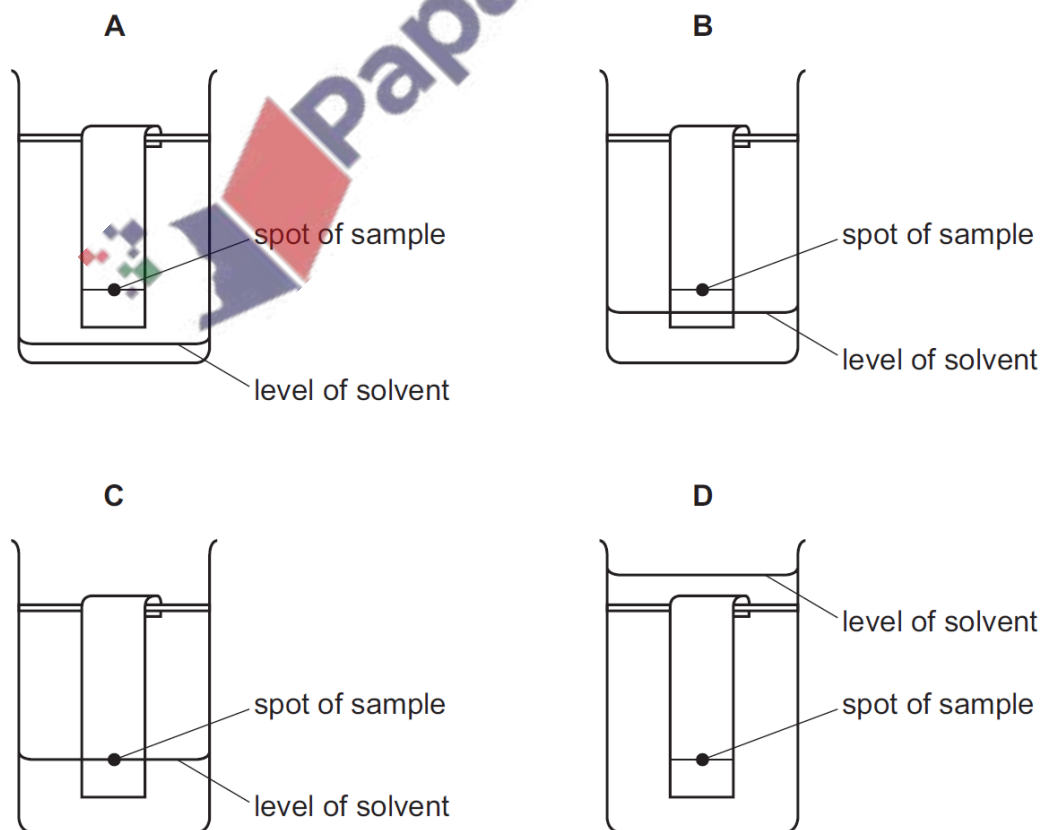 A
B
Papa
spot of sample
level of solvent
spot of sample
level of solvent
C
D
spot of sample
level of solvent
level of solvent
spot of sample